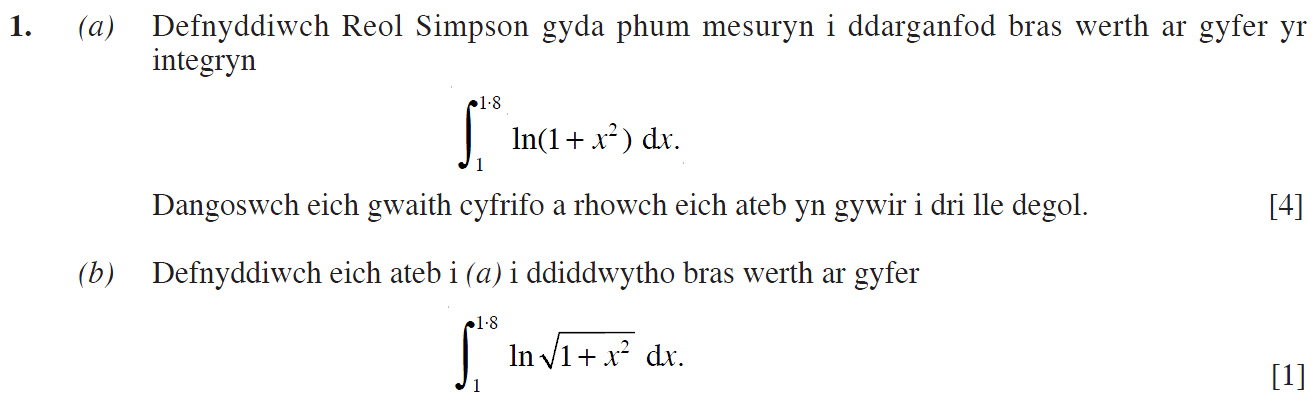 1. (a) Defnyddiwch Reol Simpson gyda phum mesuryn i ddarganfod bras werth ar gyfer yr
integryn
∫₁^{1·8} ln(1 + x²) dx.
Dangoswch eich gwaith cyfrifo a rhowch eich ateb yn gywir i dri lle degol. [4]
(b) Defnyddiwch eich ateb i (a) i ddiddwytho bras werth ar gyfer
∫₁^{1·8} ln √(1 + x²) dx.
[1]